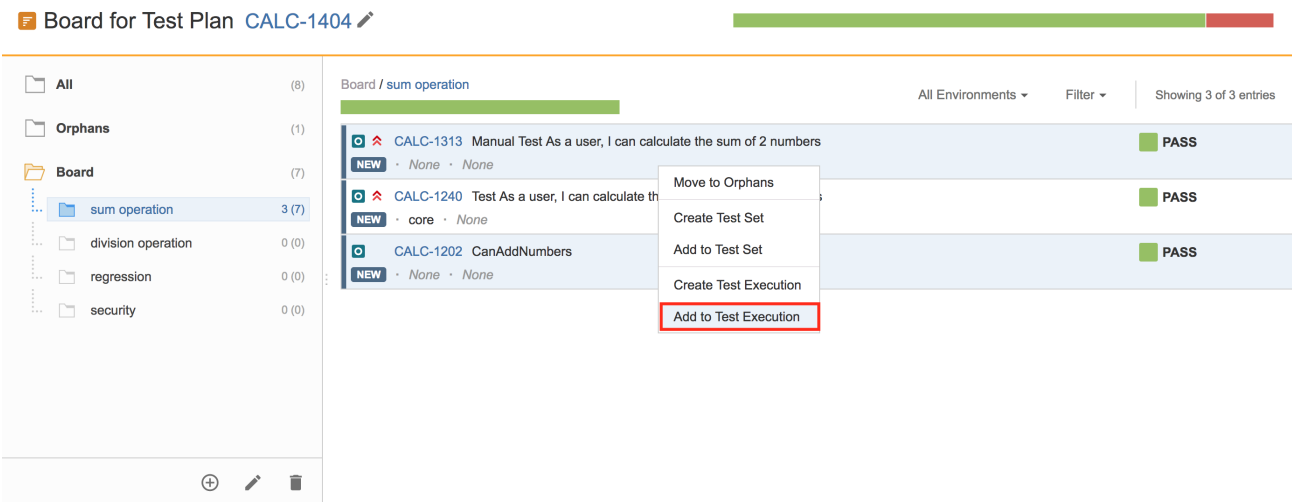 Board for Test Plan CALC-1404
All (8)
Orphans (1)
Board (7)
sum operation 3 (7)
division operation 0 (0)
regression 0 (0)
security 0 (0)
Board / sum operation
All Environments Filter Showing 3 of 3 entries
CALC-1313 Manual Test As a user, I can calculate the sum of 2 numbers PASS
NEW · None · None
CALC-1240 Test As a user, I can calculate th PASS
NEW · core · None
CALC-1202 CanAddNumbers PASS
NEW · None · None
Move to Orphans
Create Test Set
Add to Test Set
Create Test Execution
Add to Test Execution